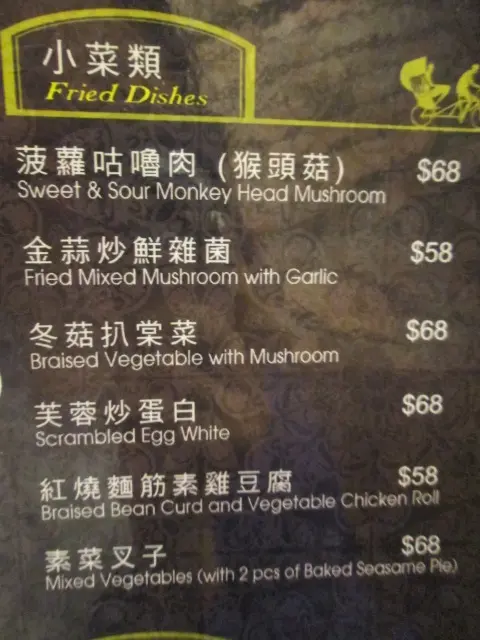 小菜類
Fried Dishes
菠蘿咕嚕肉 (猴頭菇) $68
Sweet & Sour Monkey Head Mushroom
金蒜炒鮮雜菌 $58
Fried Mixed Mushroom with Garlic
冬菇扒棠菜 $68
Braised Vegetable with Mushroom
芙蓉炒蛋白 $68
Scrambled Egg White
紅燒麵筋素雞豆腐 $58
Braised Bean Curd and Vegetable Chicken Roll
素菜叉子 $68
Mixed Vegetables (with 2 pcs of Baked Seasame Pie)